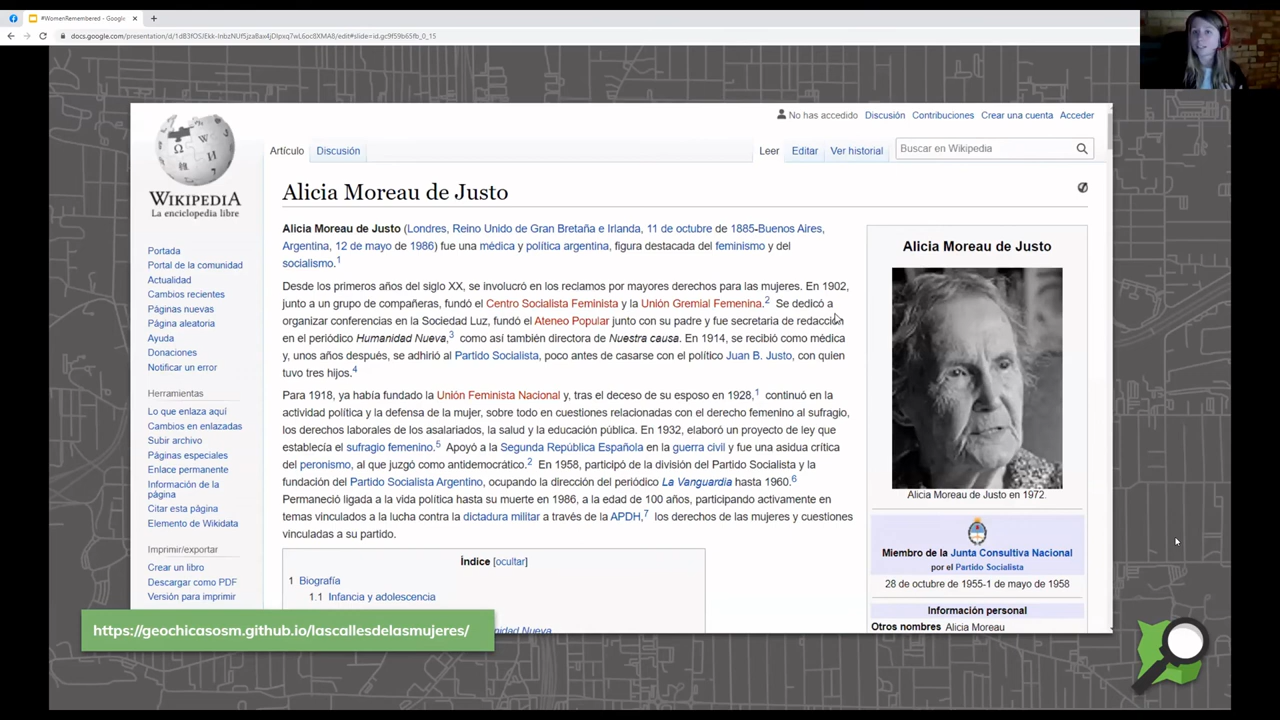 #WomenRemembered - Google
docs.google.com/presentation/d/
Artículo Discusión
No has accedido Discusión Contribuciones Crear una cuenta Acceder
Leer Editar Ver historial Buscar en Wikipedia
WIKIPEDIA
La enciclopedia libre
Portada
Portal de la comunidad
Actualidad
Cambios recientes
Páginas nuevas
Página aleatoria
Ayuda
Donaciones
Notificar un error
Herramientas
Lo que enlaza aquí
Cambios en enlazadas
Subir archivo
Páginas especiales
Enlace permanente
Información de la
página
Citar esta página
Elemento de Wikidata
Imprimir/exportar
Crear un libro
Descargar como PDF
Versión para imprimir
Alicia Moreau de Justo
Alicia Moreau de Justo (Londres, Reino Unido de Gran Bretaña e Irlanda, 11 de octubre de 1885-Buenos Aires,
Argentina, 12 de mayo de 1986) fue una médica y política argentina, figura destacada del feminismo y del
socialismo.1
Desde los primeros años del siglo XX, se involucró en los reclamos por mayores derechos para las mujeres. En 1902,
junto a un grupo de compañeras, fundó el Centro Socialista Feminista y la Unión Gremial Femenina.2 Se dedicó a
organizar conferencias en la Sociedad Luz, fundó el Ateneo Popular junto con su padre y fue secretaria de redacción
en el periódico Humanidad Nueva,3 como así también directora de Nuestra causa. En 1914, se recibió como médica
y, unos años después, se adhirió al Partido Socialista, poco antes de casarse con el político Juan B. Justo, con quien
tuvo tres hijos.4
Para 1918, ya había fundado la Unión Feminista Nacional y, tras el deceso de su esposo en 1928,1 continuó en la
actividad política y la defensa de la mujer, sobre todo en cuestiones relacionadas con el derecho femenino al sufragio,
los derechos laborales de los asalariados, la salud y la educación pública. En 1932, elaboró un proyecto de ley que
establecía el sufragio femenino.5 Apoyó a la Segunda República Española en la guerra civil y fue una asidua crítica
del peronismo, al que juzgó como antidemocrático.2 En 1958, participó de la división del Partido Socialista y la
fundación del Partido Socialista Argentino, ocupando la dirección del periódico La Vanguardia hasta 1960.6
Permaneció ligada a la vida política hasta su muerte en 1986, a la edad de 100 años, participando activamente en
temas vinculados a la lucha contra la dictadura militar a través de la APDH,7 los derechos de las mujeres y cuestiones
vinculadas a su partido.
Índice [ocultar]
1 Biografía
1.1 Infancia y adolescencia
nidad Nueva
Alicia Moreau de Justo
Alicia Moreau de Justo en 1972.
Miembro de la Junta Consultiva Nacional
por el Partido Socialista
28 de octubre de 1955-1 de mayo de 1958
Información personal
Otros nombres Alicia Moreau
https://geochicasosm.github.io/lascallesdelasmujeres/